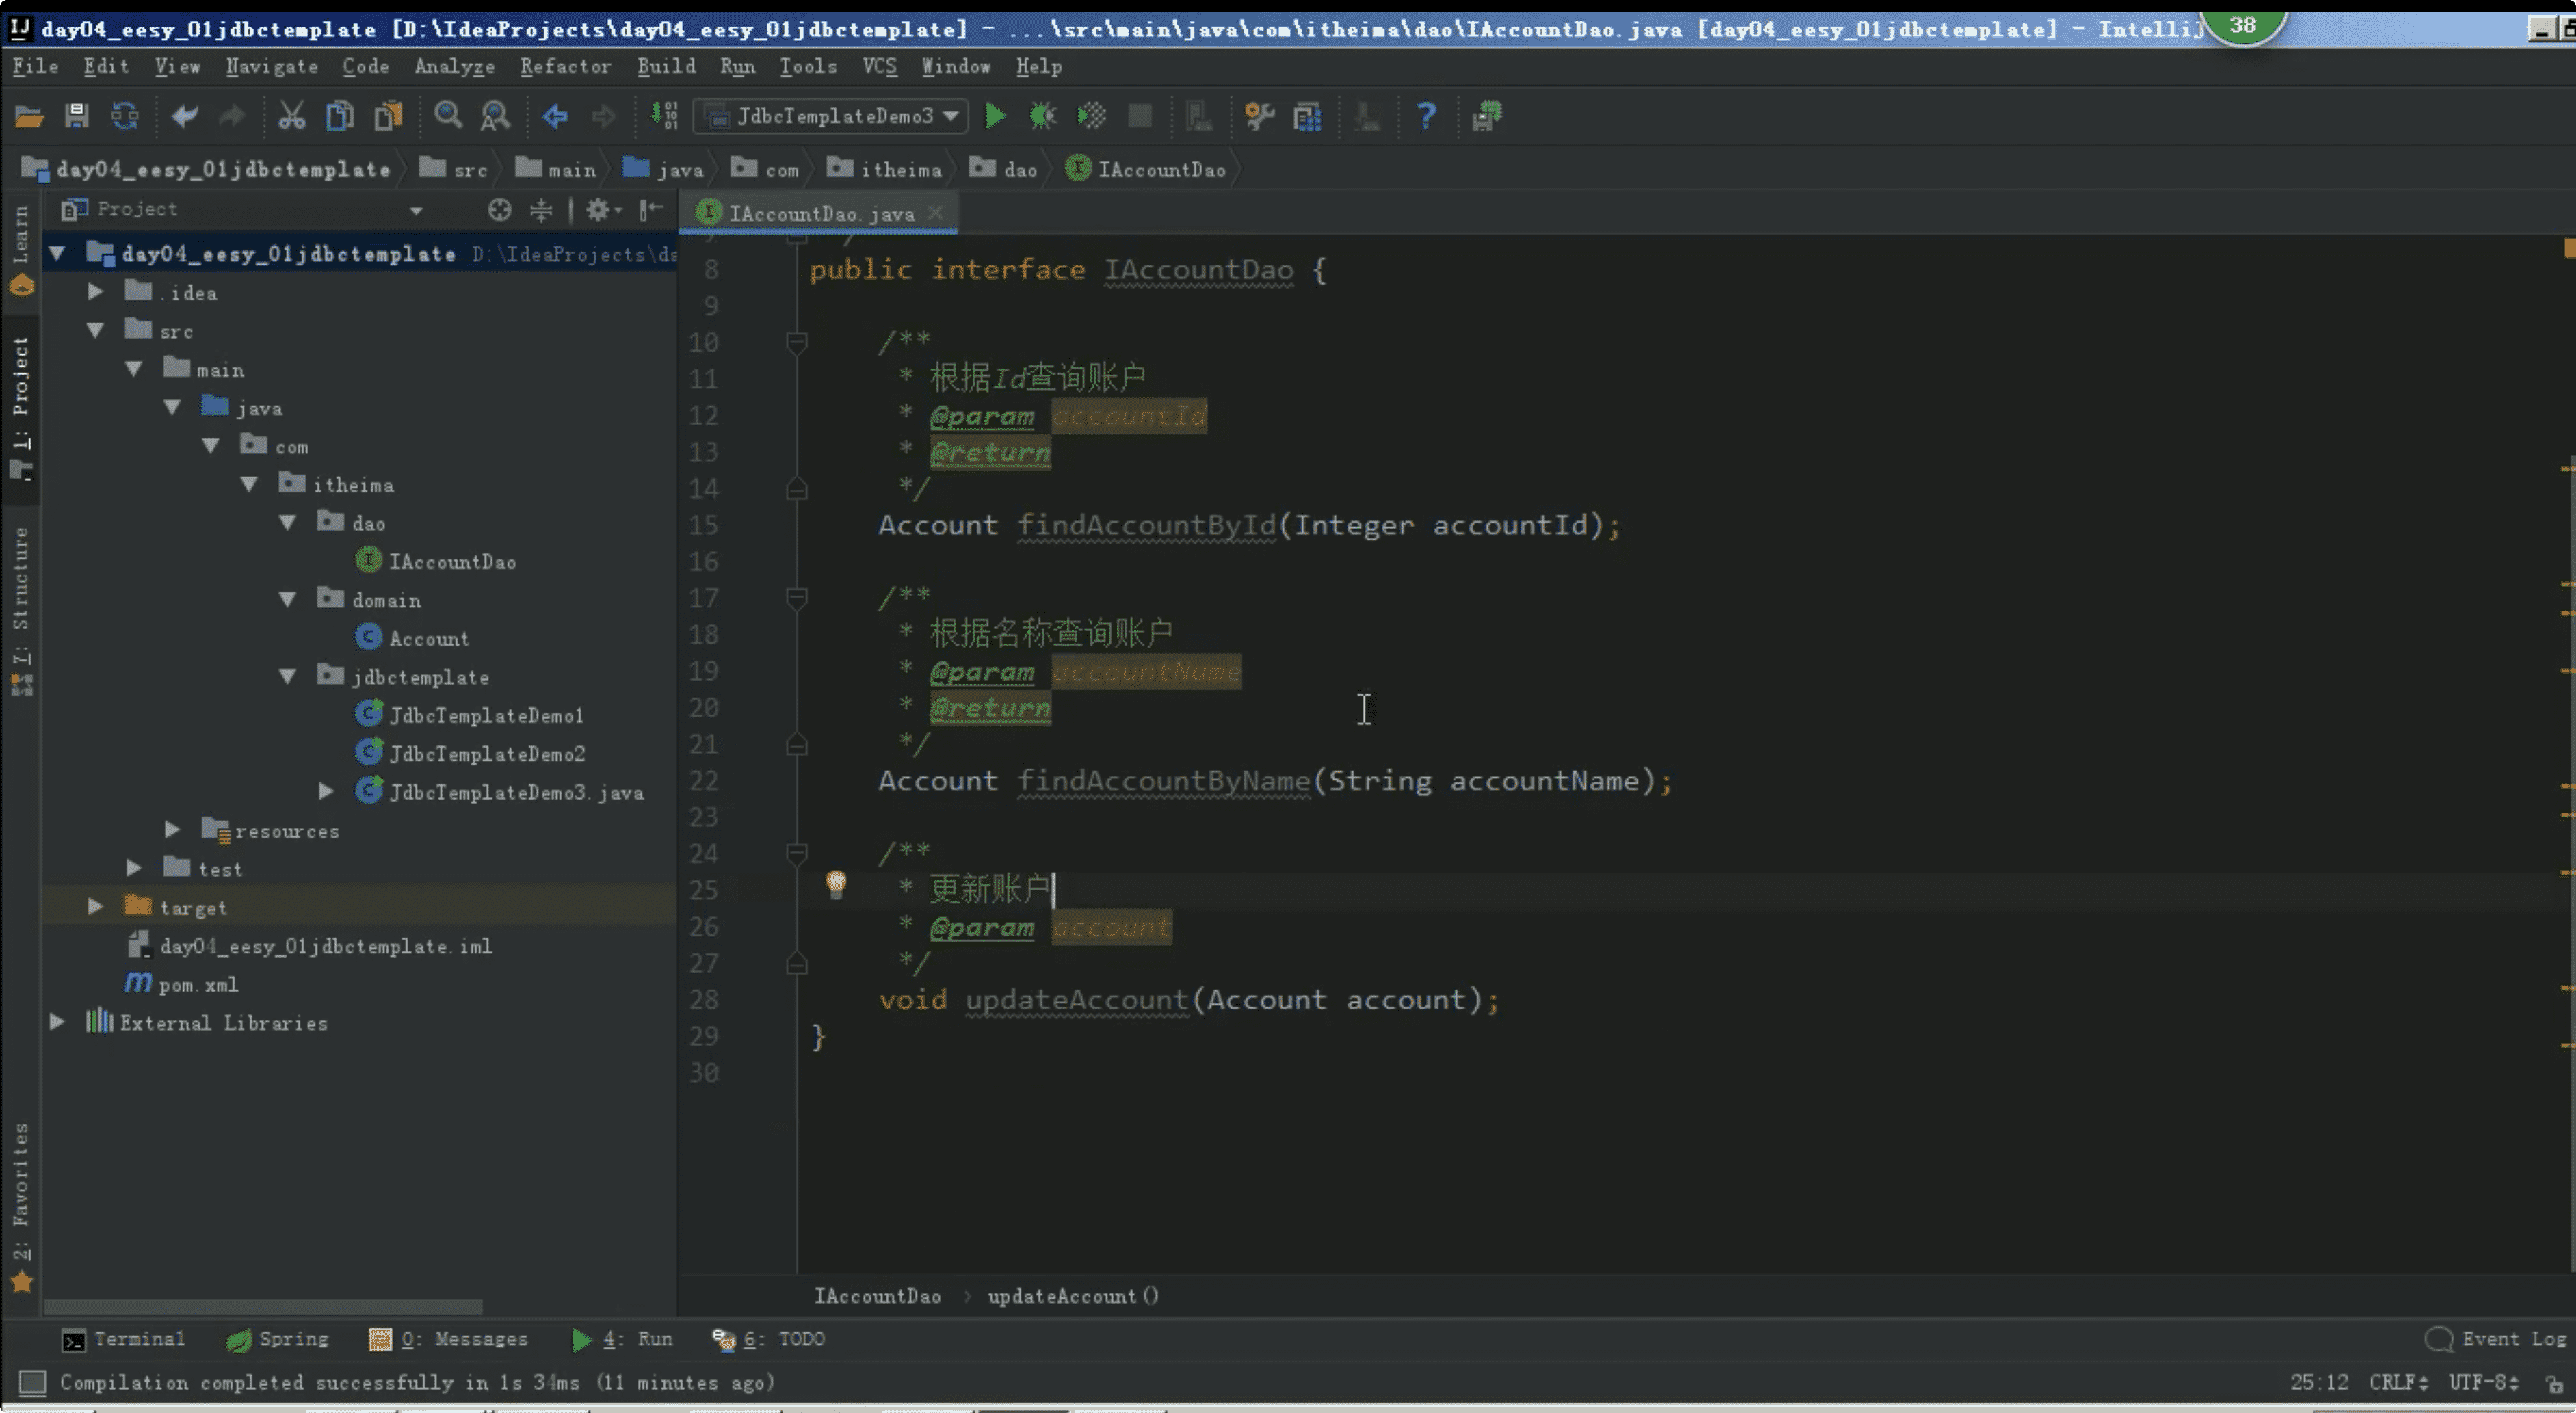 day04_eesy_01jdbctemplate [D:\IdeaProjects\day04_eesy_01jdbctemplate] - ...\src\main\java\com\itheima\dao\IAccountDao.java [day04_eesy_01jdbctemplate] - IntelliJ
38
File Edit View Navigate Code Analyze Refactor Build Run Tools VCS Window Help
JdbcTemplateDemo3
day04_eesy_01jdbctemplate src main java com itheima dao IAccountDao
Project
IAccountDao.java
Learn
1: Project
7: Structure
2: Favorites
day04_eesy_01jdbctemplate D:\IdeaProjects\da
.idea
src
main
java
com
itheima
dao
IAccountDao
domain
Account
jdbctemplate
JdbcTemplateDemo1
JdbcTemplateDemo2
JdbcTemplateDemo3.java
resources
test
target
day04_eesy_01jdbctemplate.iml
pom.xml
External Libraries
8 public interface IAccountDao {
9
10 /**
11 * 根据Id查询账户
12 * @param accountId
13 * @return
14 */
15 Account findAccountById(Integer accountId);
16
17 /**
18 * 根据名称查询账户
19 * @param accountName
20 * @return
21 */
22 Account findAccountByName(String accountName);
23
24 /**
25 * 更新账户
26 * @param account
27 */
28 void updateAccount(Account account);
29 }
30
IAccountDao updateAccount()
Terminal Spring 0: Messages 4: Run 6: TODO Event Log
Compilation completed successfully in 1s 34ms (11 minutes ago) 25:12 CRLF UTF-8